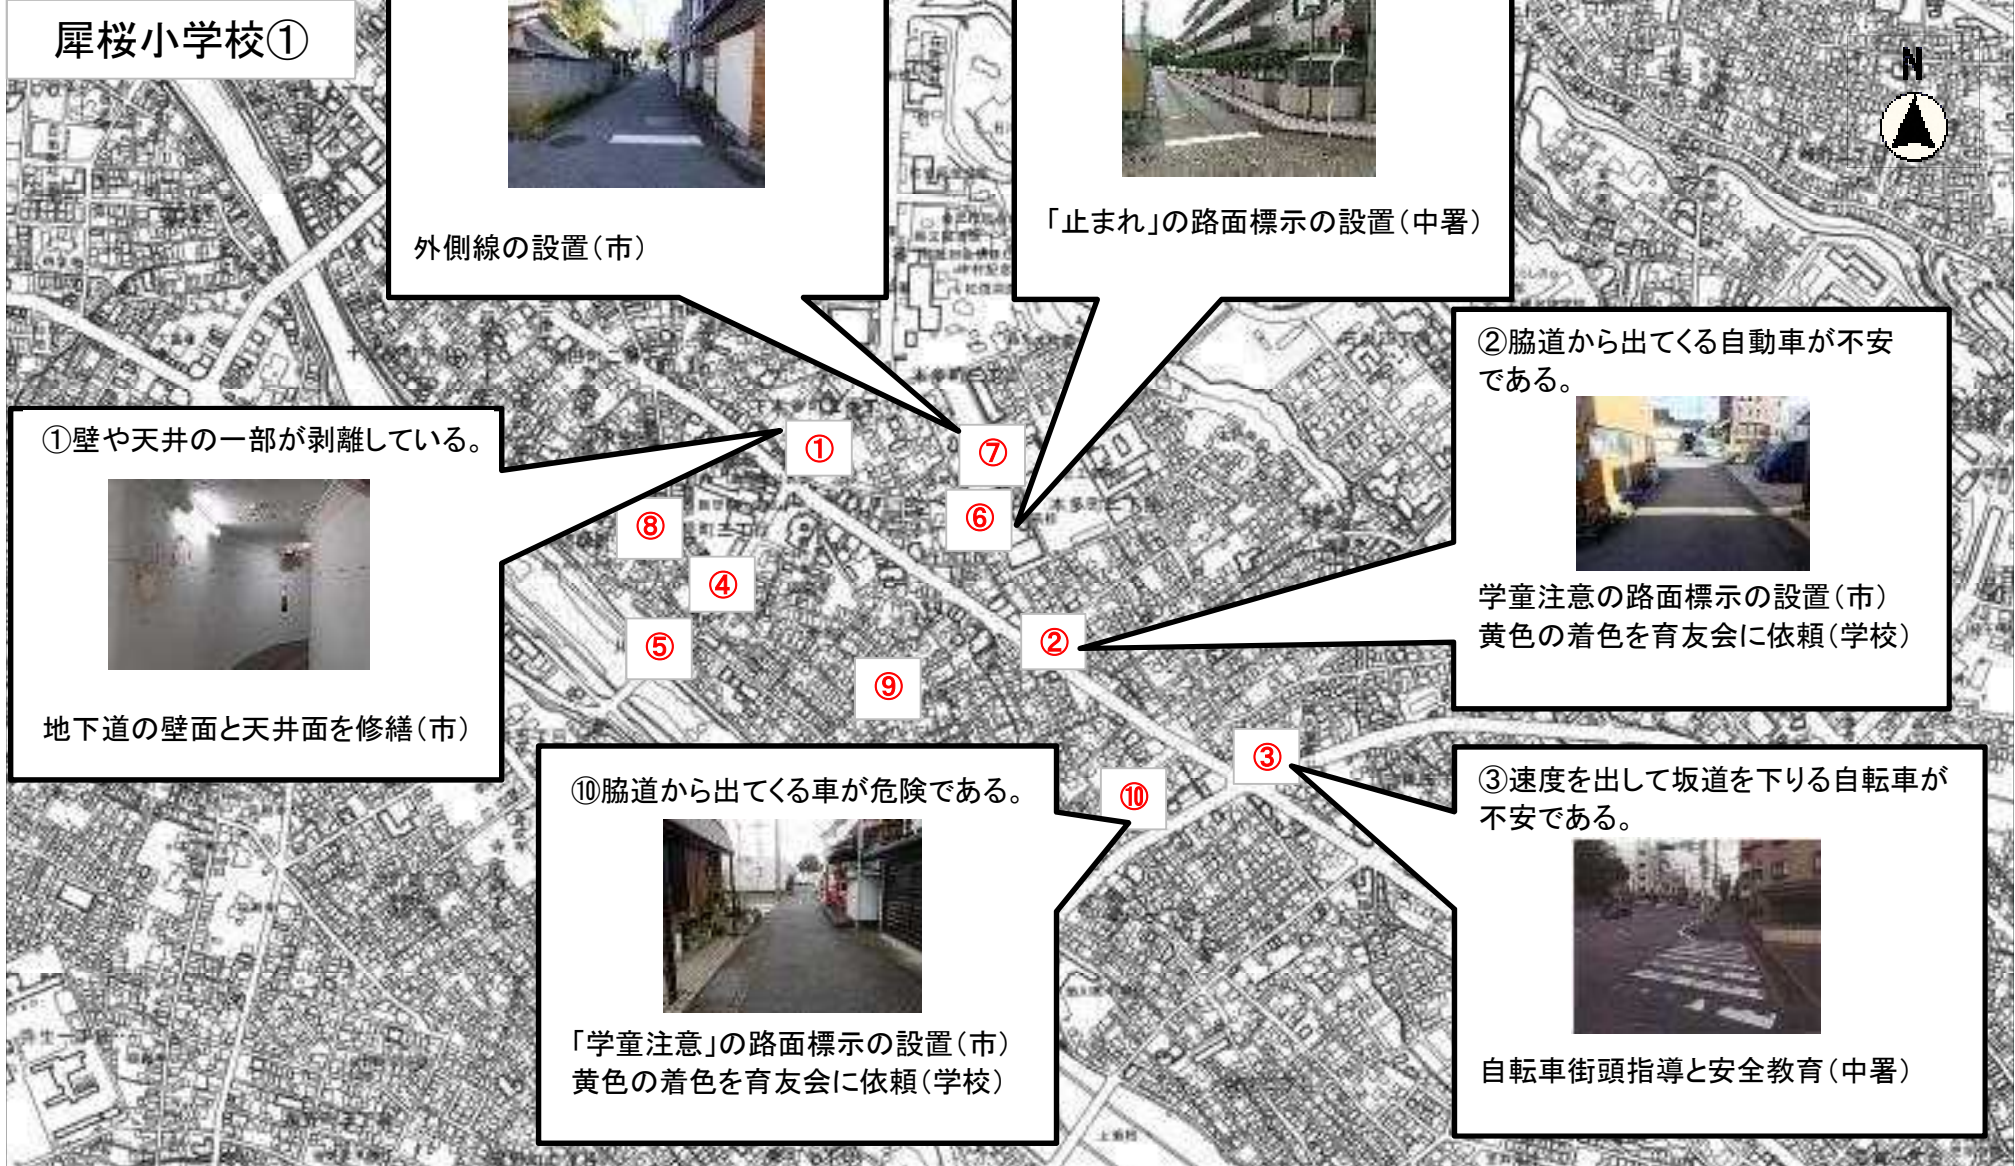 犀桜小学校①
N
外側線の設置(市)
「止まれ」の路面標示の設置(中署)
②脇道から出てくる自動車が不安
である。
学童注意の路面標示の設置(市)
黄色の着色を育友会に依頼(学校)
①壁や天井の一部が剥離している。
地下道の壁面と天井面を修繕(市)
①
⑦
⑧
⑥
④
⑤
②
⑨
③
⑩
⑩脇道から出てくる車が危険である。
「学童注意」の路面標示の設置(市)
黄色の着色を育友会に依頼(学校)
③速度を出して坂道を下りる自転車が
不安である。
自転車街頭指導と安全教育(中署)